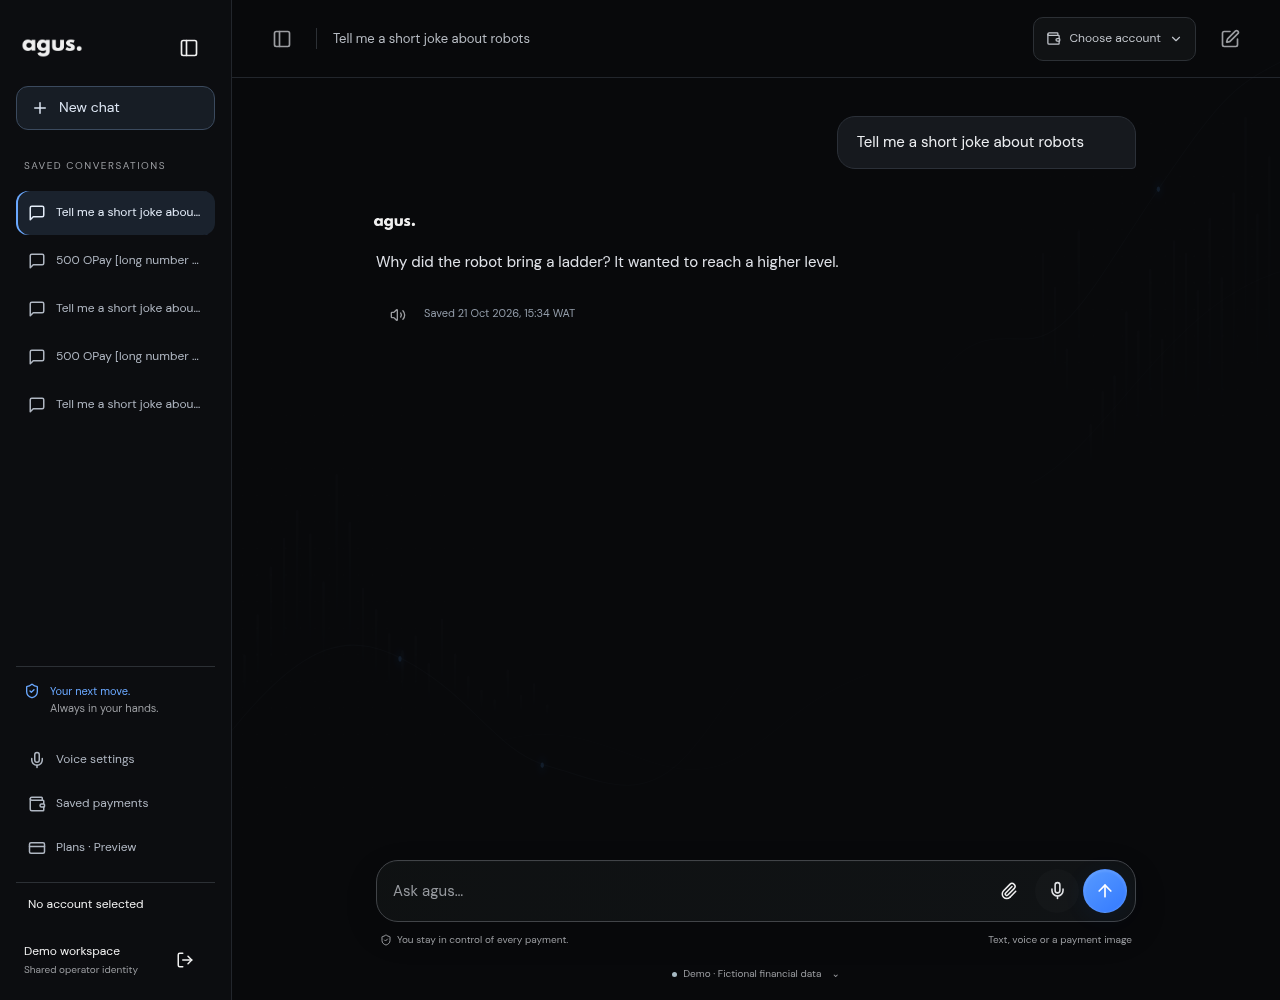 agus.
New chat
SAVED CONVERSATIONS
Tell me a short joke abou...
500 OPay [long number ...
Tell me a short joke abou...
500 OPay [long number ...
Tell me a short joke abou...
Your next move.
Always in your hands.
Voice settings
Saved payments
Plans · Preview
No account selected
Demo workspace
Shared operator identity
Tell me a short joke about robots
Choose account
Tell me a short joke about robots
agus.
Why did the robot bring a ladder? It wanted to reach a higher level.
Saved 21 Oct 2026, 15:34 WAT
Ask agus...
You stay in control of every payment.
Text, voice or a payment image
Demo · Fictional financial data